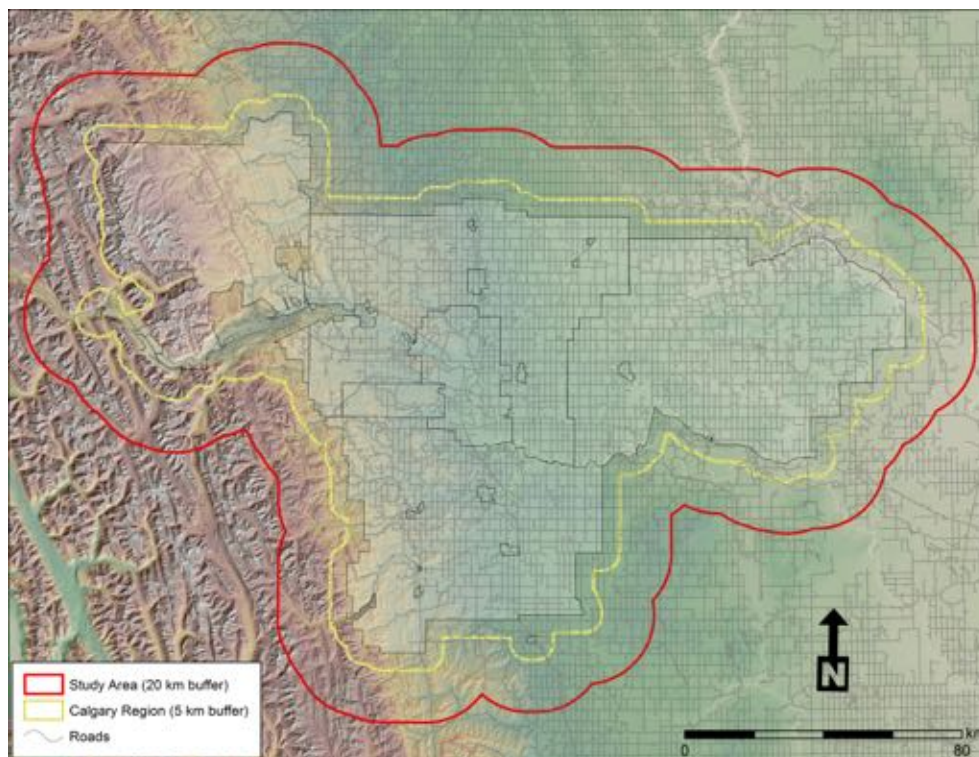 N
Study Area (20 km buffer)
Calgary Region (5 km buffer)
Roads
km
0
80